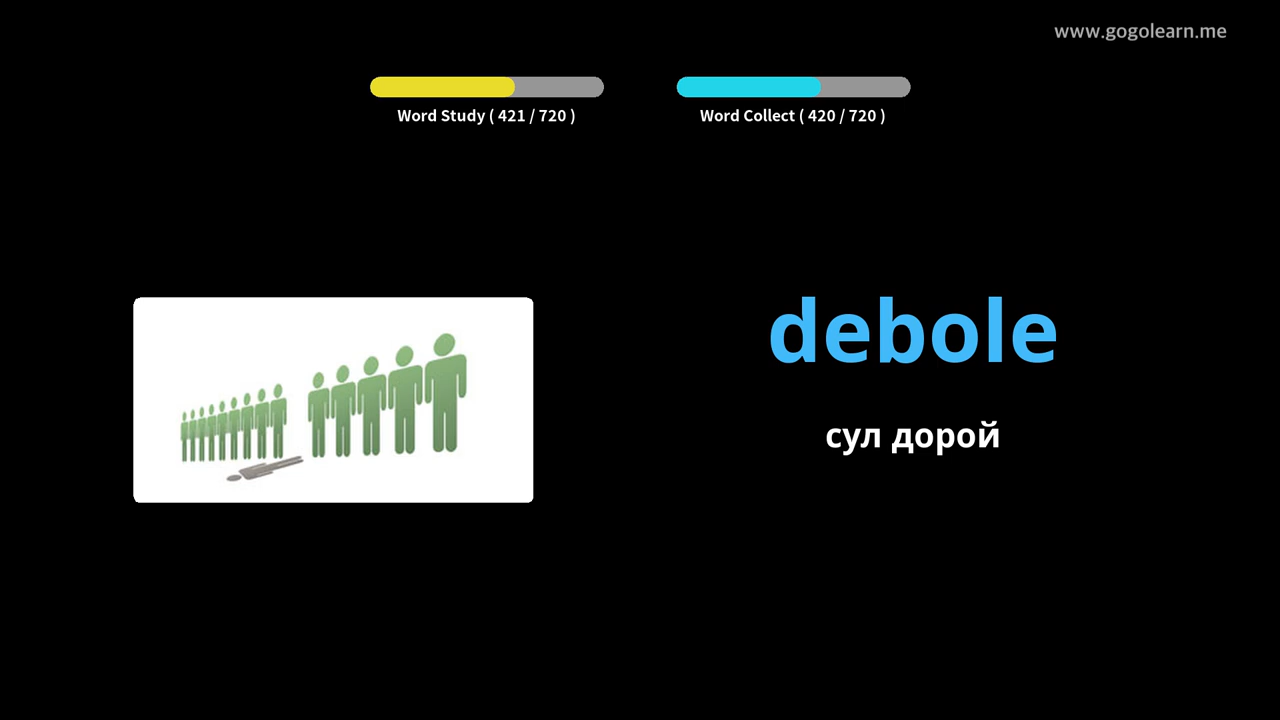 www.gogolearn.me
Word Study ( 421 / 720 )
Word Collect ( 420 / 720 )
debole
сул дорой